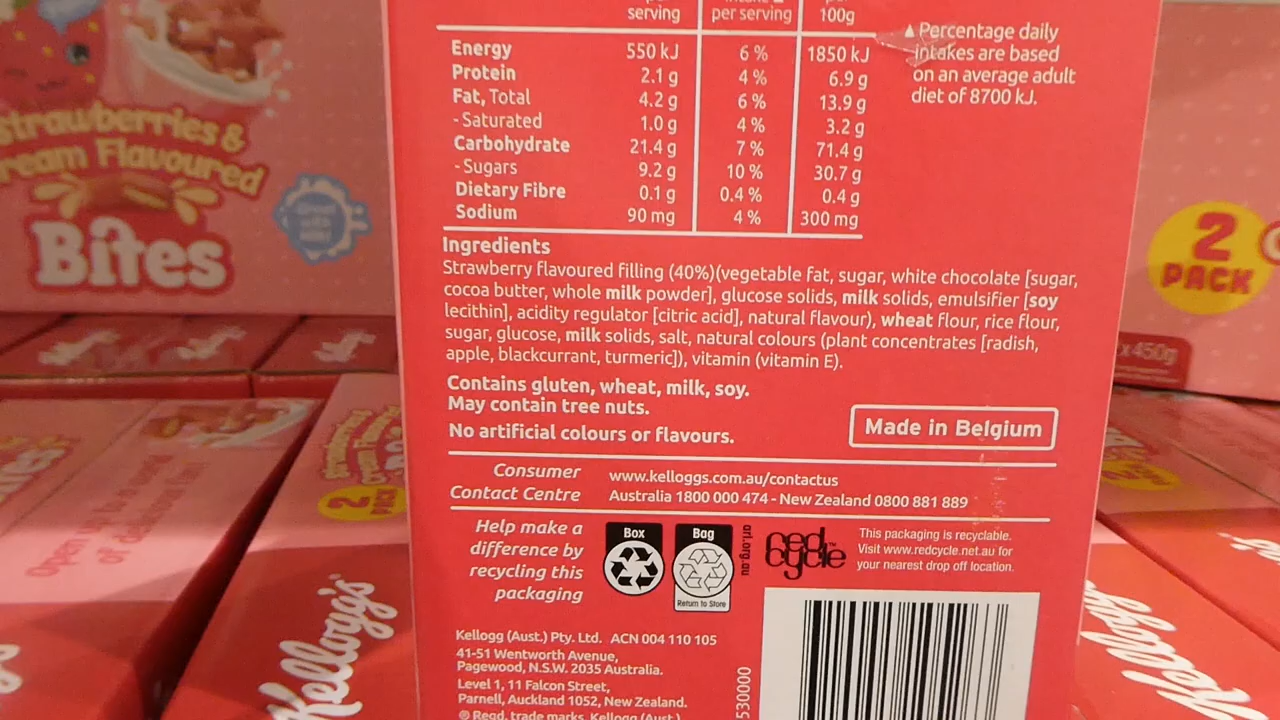 serving per serving 100g
Energy 550 kJ 6 % 1850 kJ
Protein 2.1 g 4 % 6.9 g
Fat, Total 4.2 g 6 % 13.9 g
- Saturated 1.0 g 4 % 3.2 g
Carbohydrate 21.4 g 7 % 71.4 g
- Sugars 9.2 g 10 % 30.7 g
Dietary Fibre 0.1 g 0.4 % 0.4 g
Sodium 90 mg 4 % 300 mg
▲ Percentage daily
intakes are based
on an average adult
diet of 8700 kJ.
Ingredients
Strawberry flavoured filling (40%)(vegetable fat, sugar, white chocolate [sugar,
cocoa butter, whole milk powder], glucose solids, milk solids, emulsifier [soy
lecithin], acidity regulator [citric acid], natural flavour), wheat flour, rice flour,
sugar, glucose, milk solids, salt, natural colours (plant concentrates [radish,
apple, blackcurrant, turmeric]), vitamin (vitamin E).
Contains gluten, wheat, milk, soy.
May contain tree nuts.
No artificial colours or flavours.
Made in Belgium
Consumer
Contact Centre
www.kelloggs.com.au/contactus
Australia 1800 000 474 - New Zealand 0800 881 889
Help make a
difference by
recycling this
packaging
Box
Bag
Return to Store
arl.org.au
redcycle™
This packaging is recyclable.
Visit www.redcycle.net.au for
your nearest drop off location.
Kellogg (Aust.) Pty. Ltd. ACN 004 110 105
41-51 Wentworth Avenue,
Pagewood, N.S.W. 2035 Australia.
Level 1, 11 Falcon Street,
Parnell, Auckland 1052, New Zealand.
® Regd. trade marks. Kellogg (Aust.)
530000
Strawberries &
Cream Flavoured
Bites
2
PACK
x450g
2
PACK
Kellogg's
Kellogg's